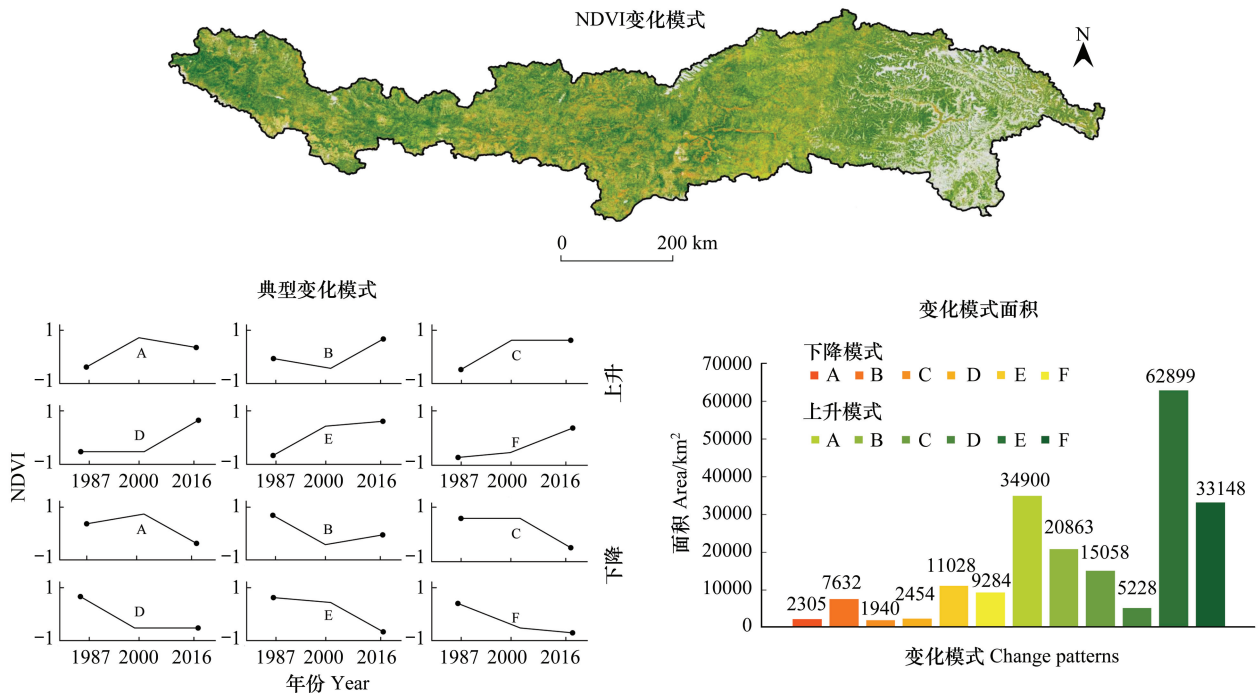 NDVI变化模式
N
0 200 km
典型变化模式
1 A -1
1 B -1
1 C -1
上升
1 D -1
1 E -1
1 F -1
1987 2000 2016
1987 2000 2016
1987 2000 2016
NDVI
1 A -1
1 B -1
1 C -1
下降
1 D -1
1 E -1
1 F -1
1987 2000 2016
1987 2000 2016
1987 2000 2016
年份 Year
变化模式面积
下降模式
A B C D E F
上升模式
A B C D E F
面积 Area/km²
70000
60000
50000
40000
30000
20000
10000
0
2305
7632
1940
2454
11028
9284
34900
20863
15058
5228
62899
33148
变化模式 Change patterns